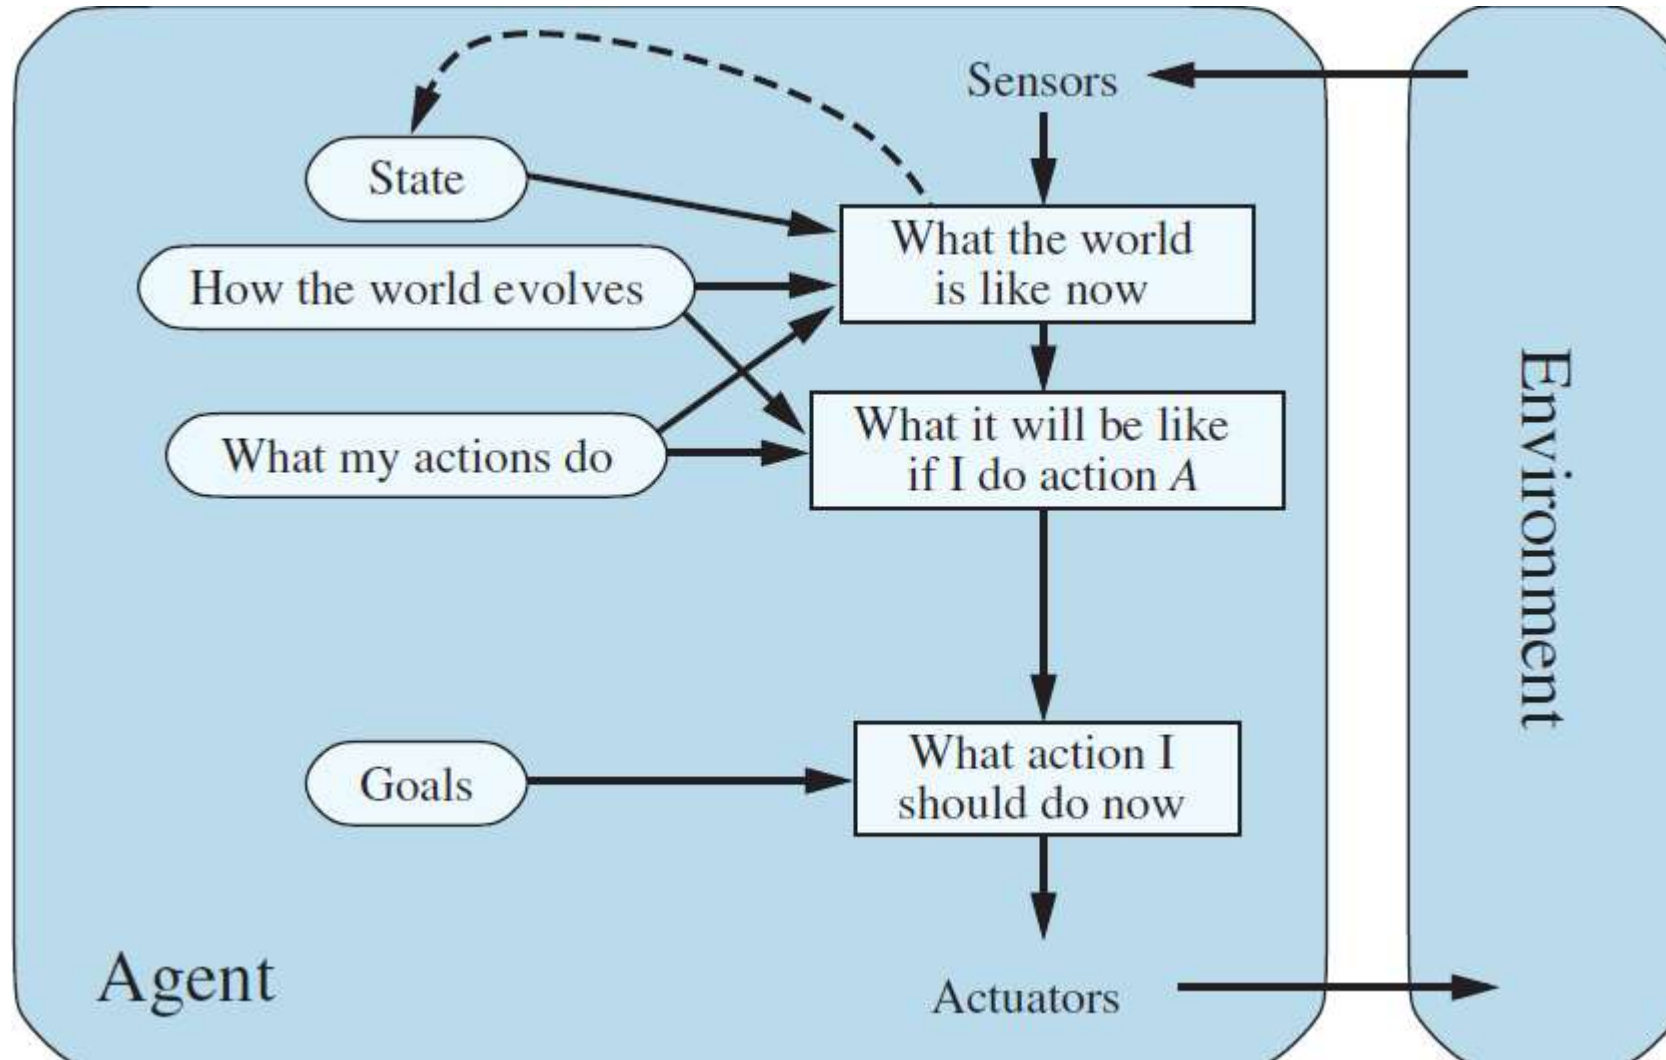 Sensors
State
What the world
is like now
How the world evolves
What my actions do
What it will be like
if I do action A
Goals
What action I
should do now
Agent
Actuators
Environment